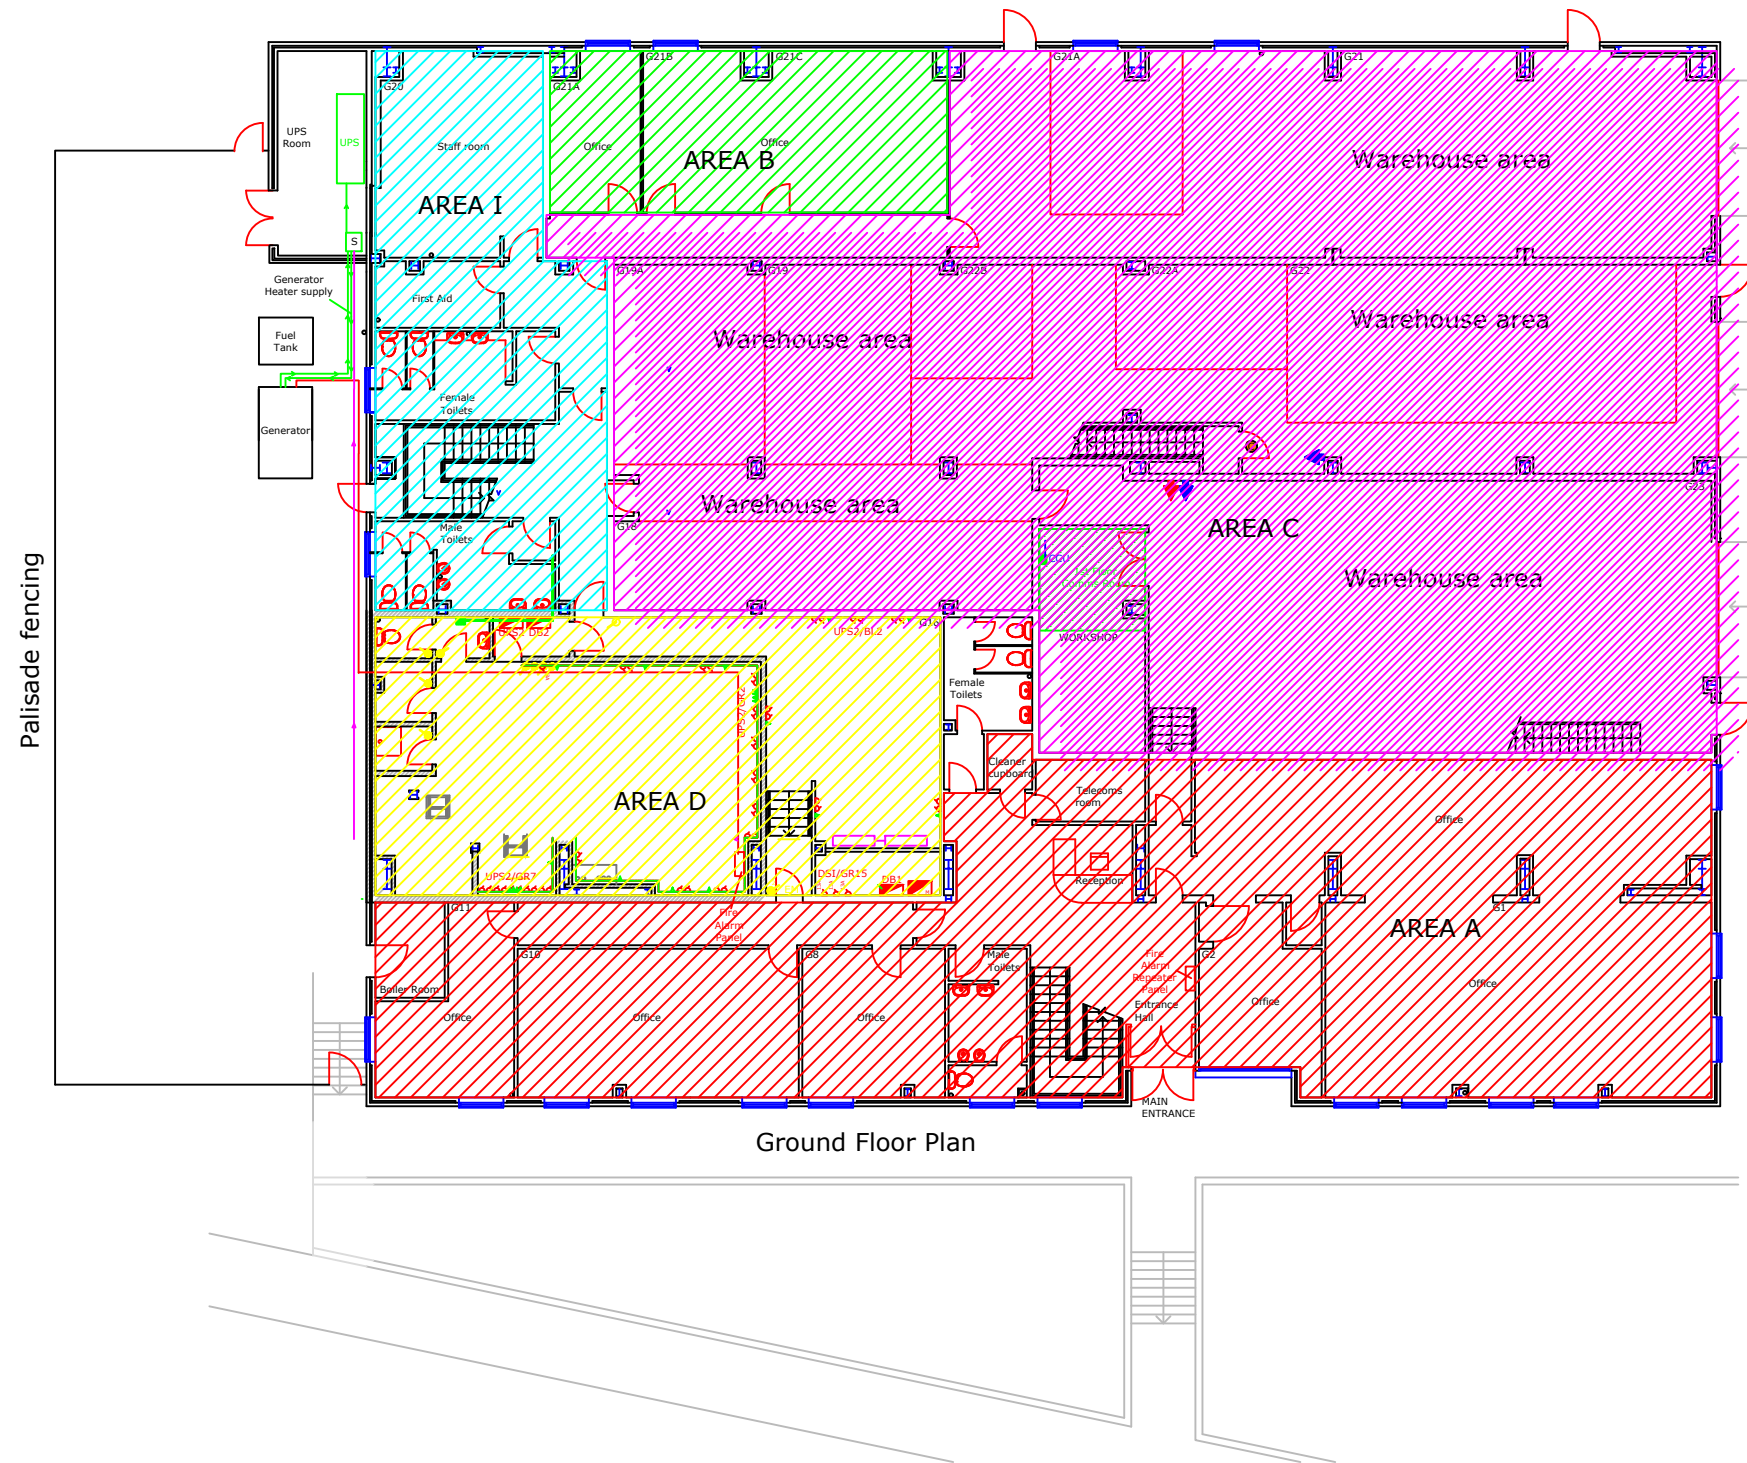 G20
G21A
G21B
G21C
G21A
G21
UPS
Room
UPS
Staff room
Office
Office
AREA B
Warehouse area
AREA I
S
Generator
Heater supply
First Aid
G19A
G19
G22B
G22A
G22
Fuel
Tank
Warehouse area
Warehouse area
Female
Toilets
Generator
Warehouse area
G23
Male
Toilets
G18
AREA C
Warehouse area
Palisade fencing
UPS2/BL2
WORKSHOP
Female
Toilets
UPS2/GR2
Cleaner
cupboard
Telecoms
room
AREA D
Office
UPS2/GR7
DSI/GR15
DB1
Reception
G11
Fire
Alarm
Panel
G1
AREA A
G10
G8
Male
Toilets
Fire
Alarm
Repeater
Panel
G2
Boiler Room
Office
Office
Office
Entrance
Hall
Office
Office
MAIN
ENTRANCE
Ground Floor Plan